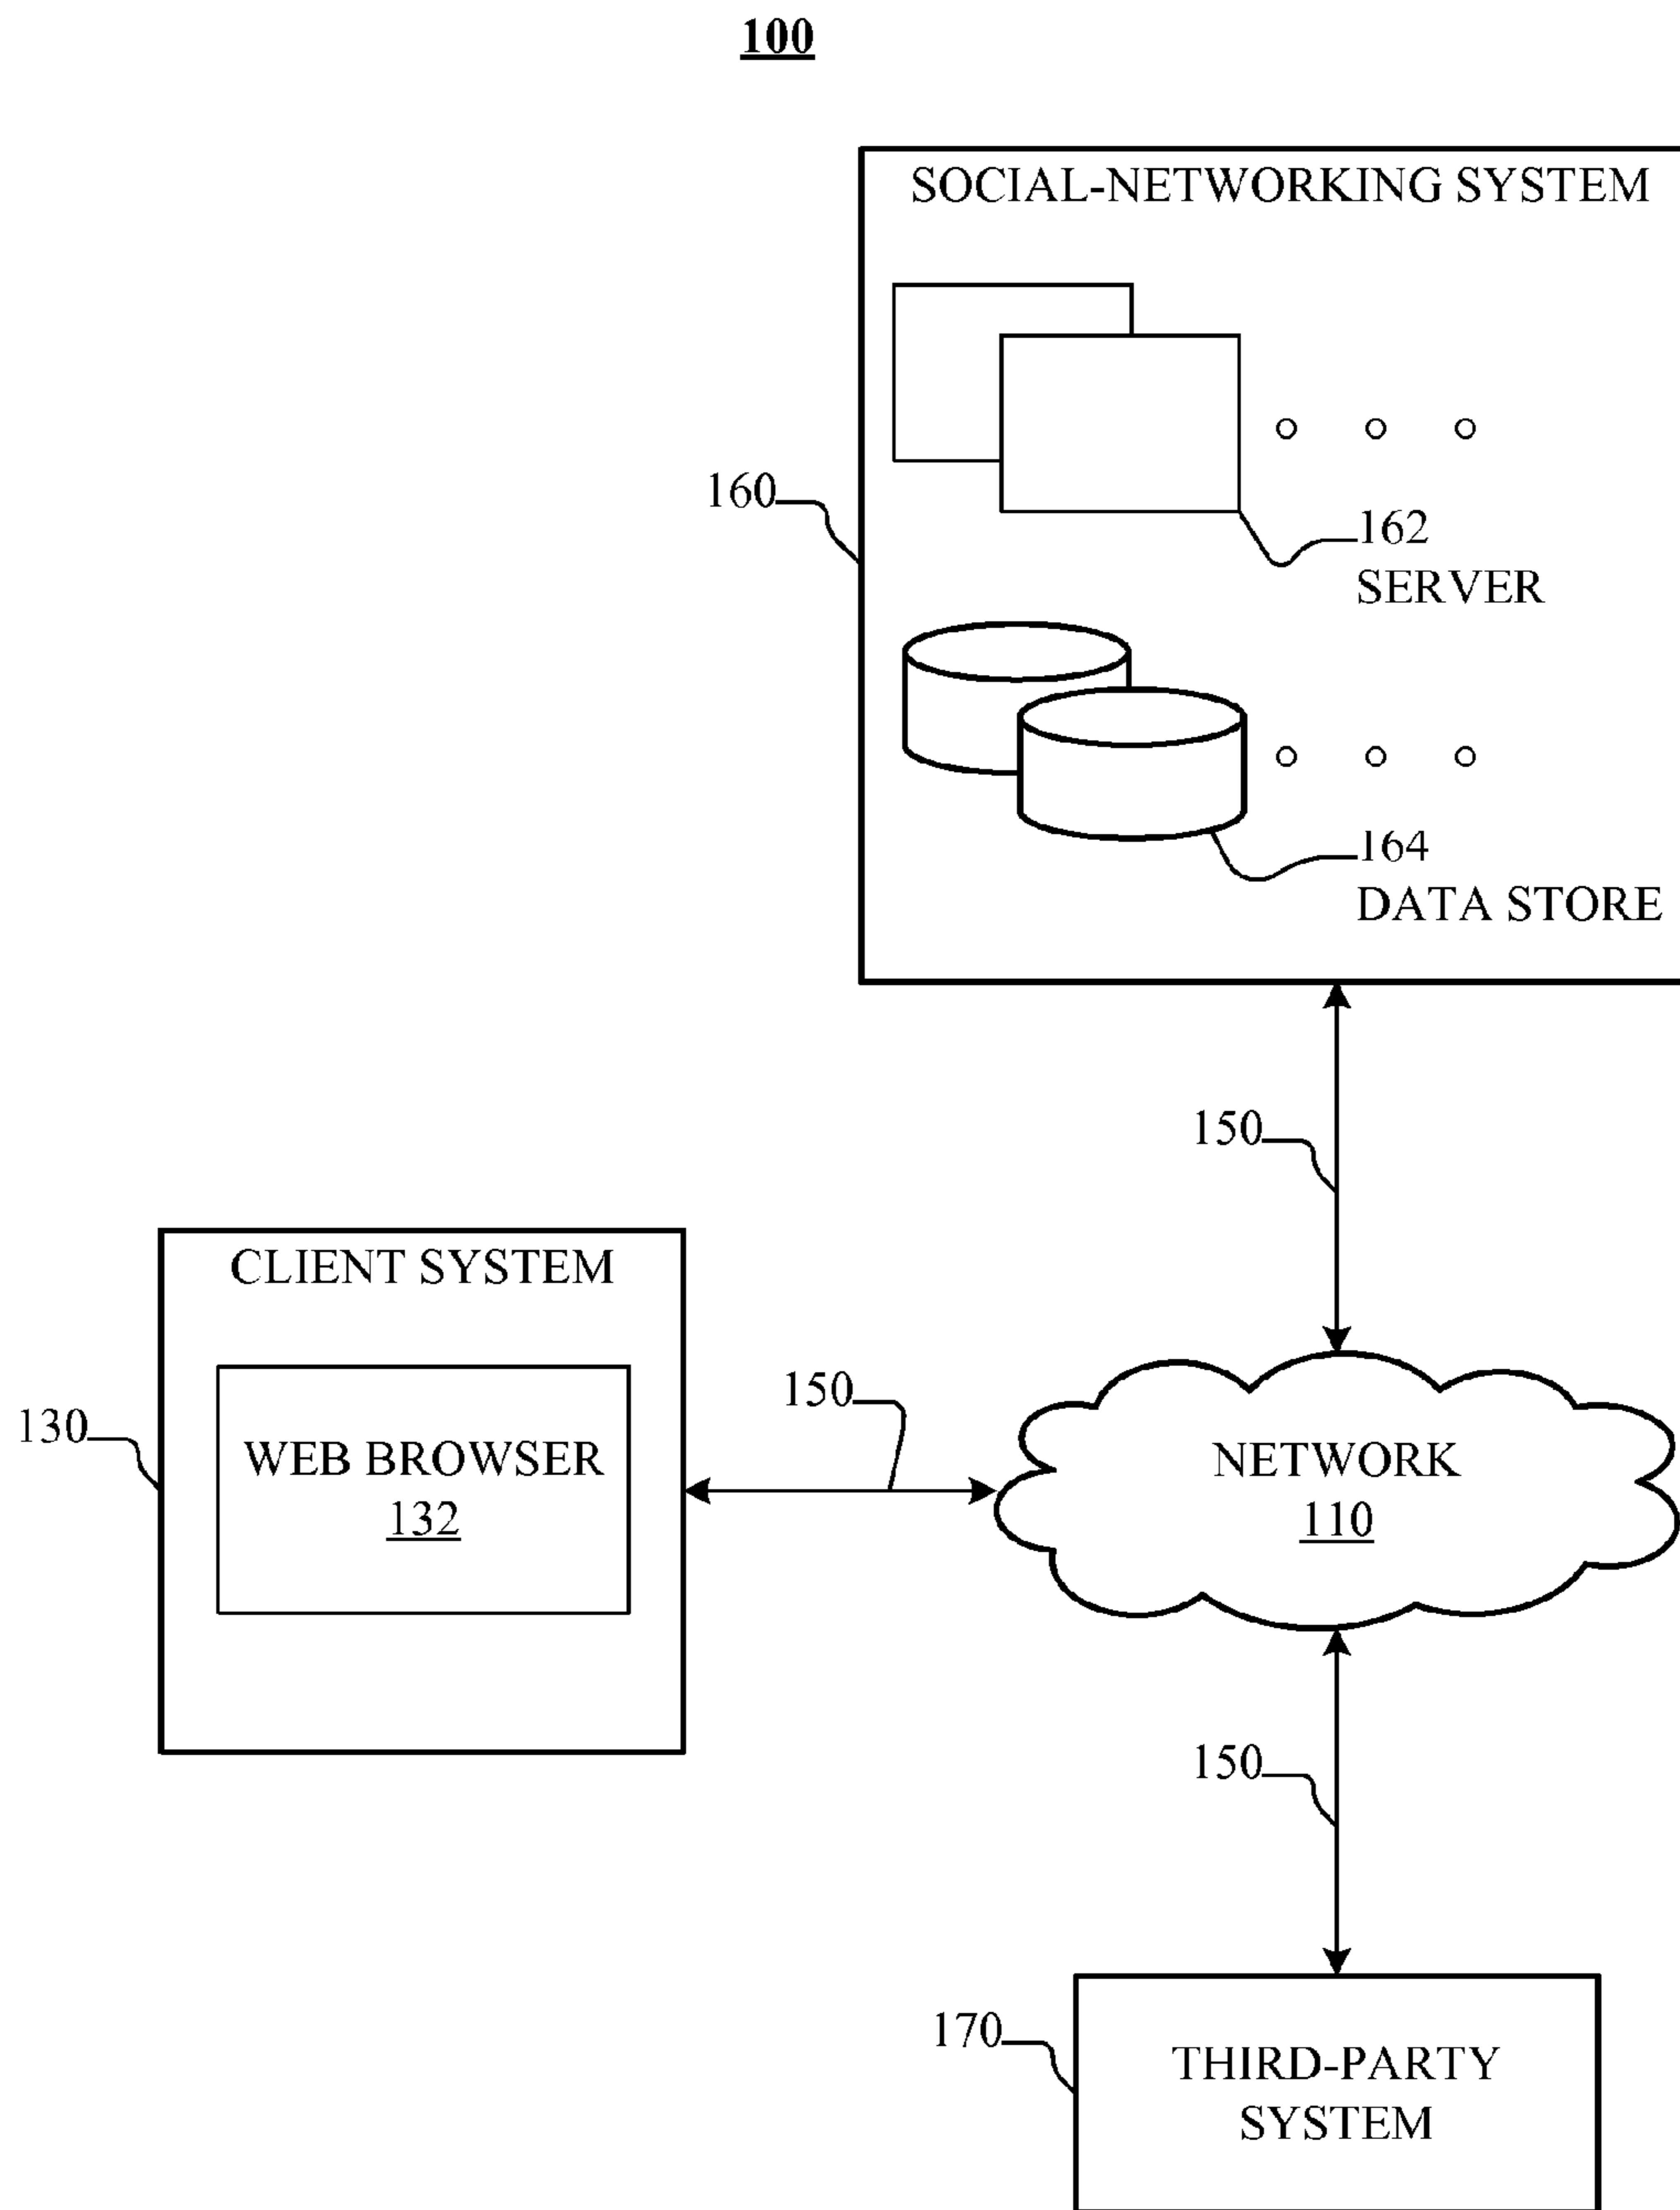 100
SOCIAL-NETWORKING SYSTEM
160
162
SERVER
164
DATA STORE
150
CLIENT SYSTEM
130
WEB BROWSER
132
150
NETWORK
110
150
170
THIRD-PARTY
SYSTEM